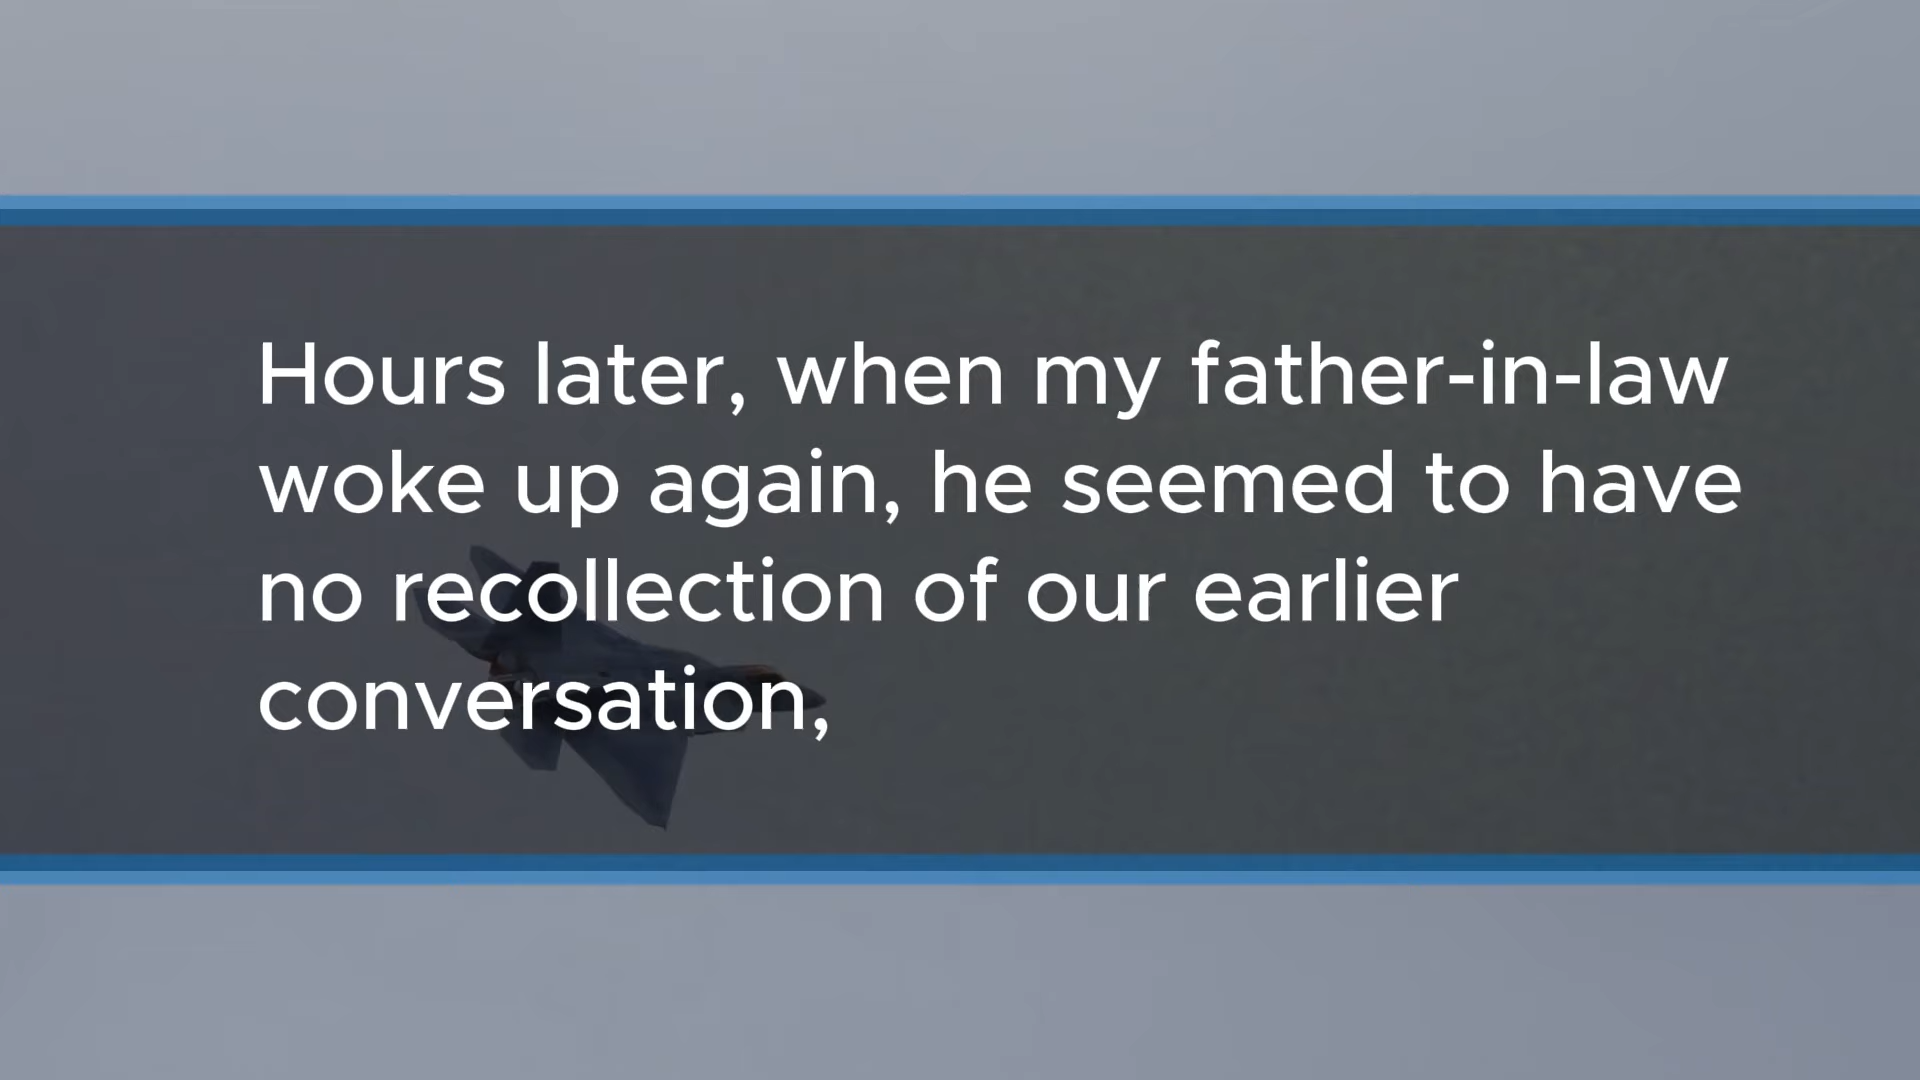 Hours later, when my father-in-law
woke up again, he seemed to have
no recollection of our earlier
conversation,